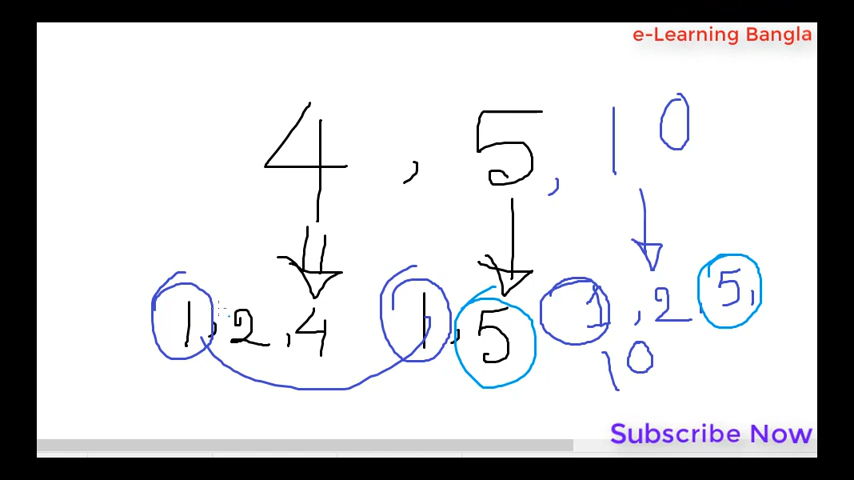 e-Learning Bangla
4 , 5 , 10
1,2,4 1,5 1,2,5,
10
Subscribe Now